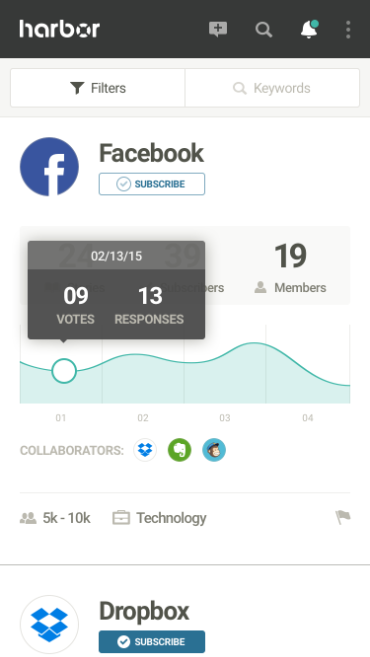 harbor
Filters
Keywords
Facebook
SUBSCRIBE
24 39 19
Members
02/13/15
09 13
VOTES RESPONSES
01 02 03 04
COLLABORATORS:
5k - 10k Technology
Dropbox
SUBSCRIBE